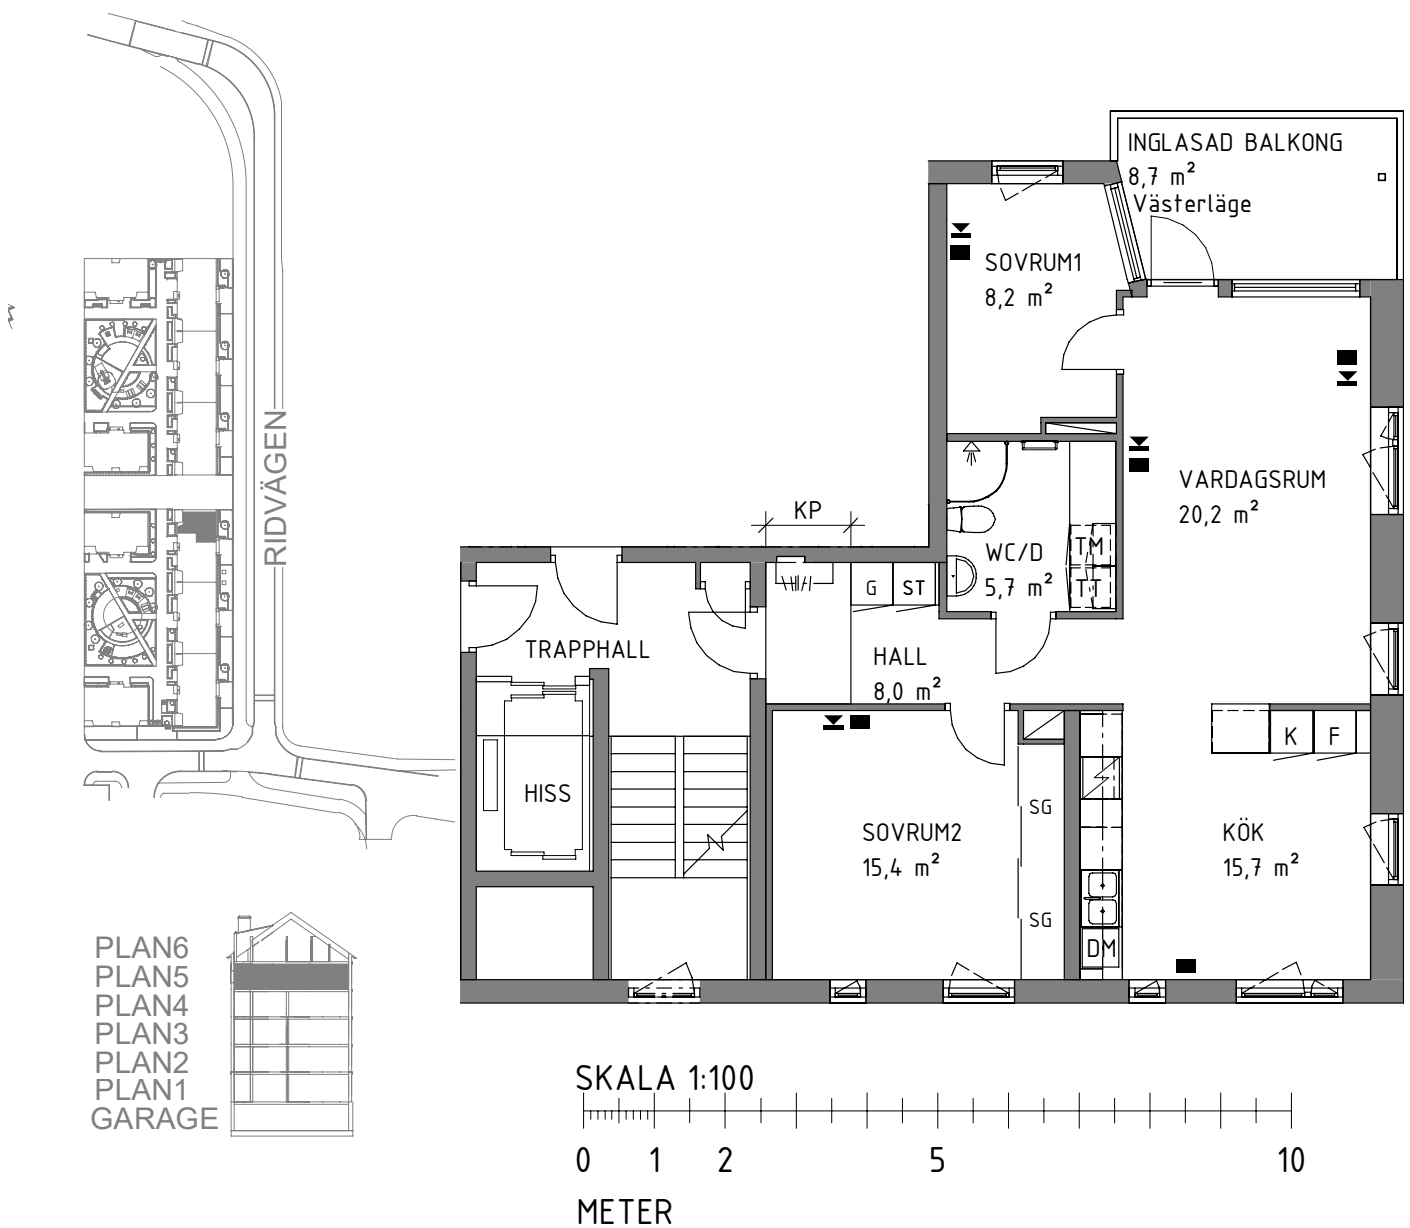 INGLASAD BALKONG
8,7 m²
Västerläge
SOVRUM1
8,2 m²
VARDAGSRUM
20,2 m²
KP
WC/D
5,7 m²
TM
TT
G
ST
TRAPPHALL
HALL
8,0 m²
K
F
HISS
SG
SOVRUM2
15,4 m²
KÖK
15,7 m²
SG
DM
RIDVÄGEN
PLAN6
PLAN5
PLAN4
PLAN3
PLAN2
PLAN1
GARAGE
SKALA 1:100
0 1 2 5 10
METER